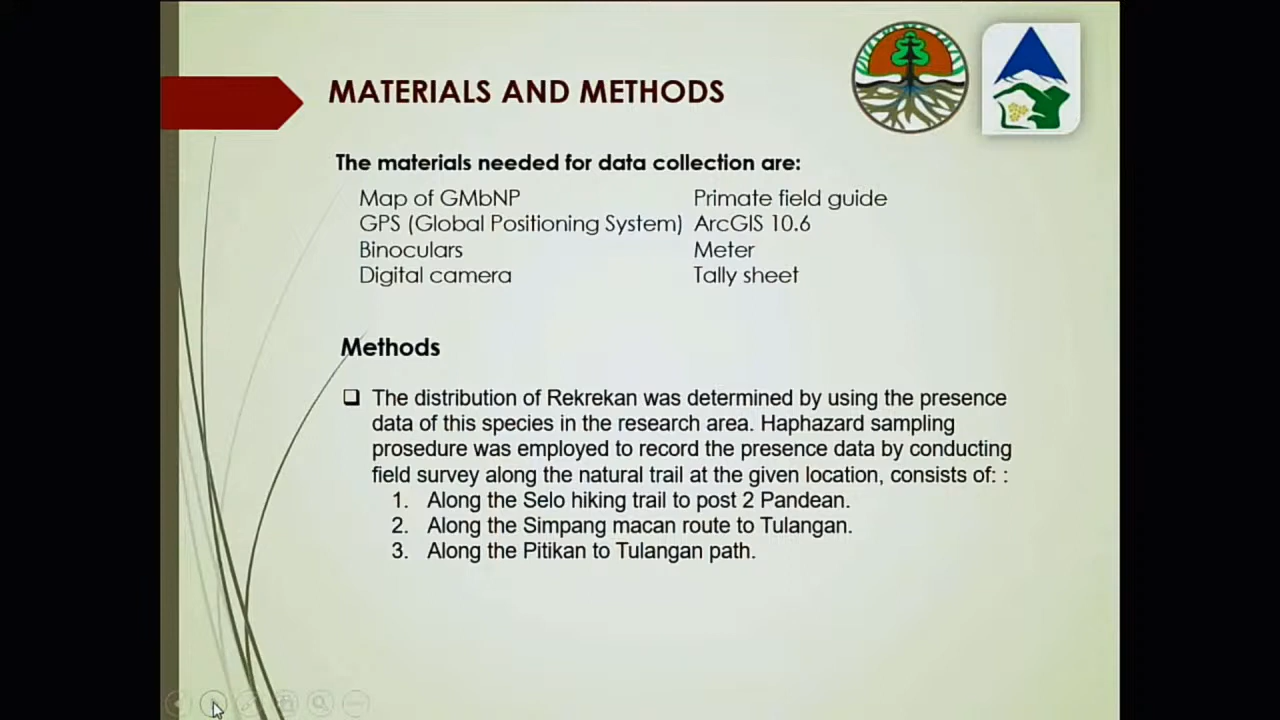 MATERIALS AND METHODS
The materials needed for data collection are:
Map of GMbNP
GPS (Global Positioning System)
Binoculars
Digital camera
Primate field guide
ArcGIS 10.6
Meter
Tally sheet
Methods
The distribution of Rekrekan was determined by using the presence
data of this species in the research area. Haphazard sampling
prosedure was employed to record the presence data by conducting
field survey along the natural trail at the given location, consists of: :
1. Along the Selo hiking trail to post 2 Pandean.
2. Along the Simpang macan route to Tulangan.
3. Along the Pitikan to Tulangan path.